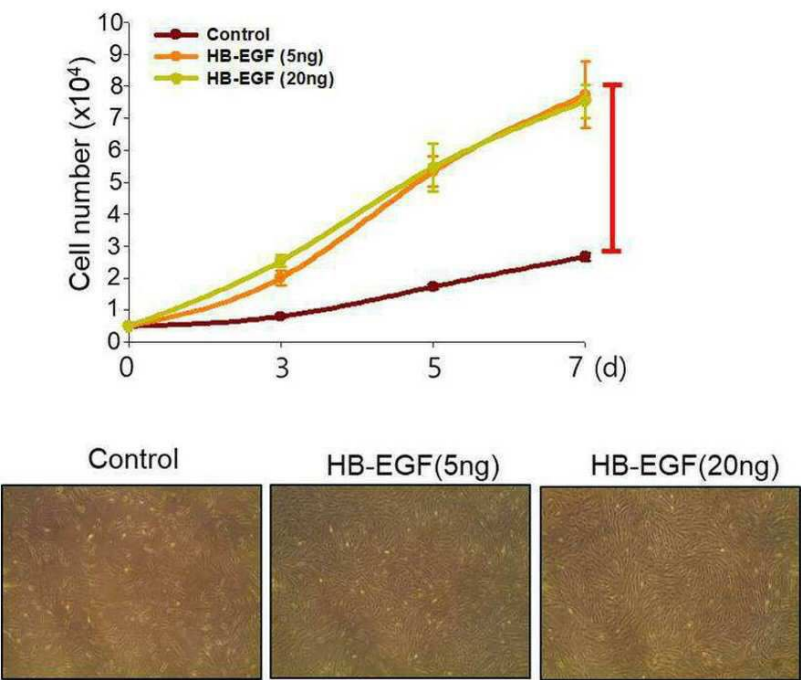 10
9
8
7
6
5
4
3
2
1
0
Cell number (x10⁴)
Control
HB-EGF (5ng)
HB-EGF (20ng)
0 3 5 7 (d)
Control HB-EGF(5ng) HB-EGF(20ng)